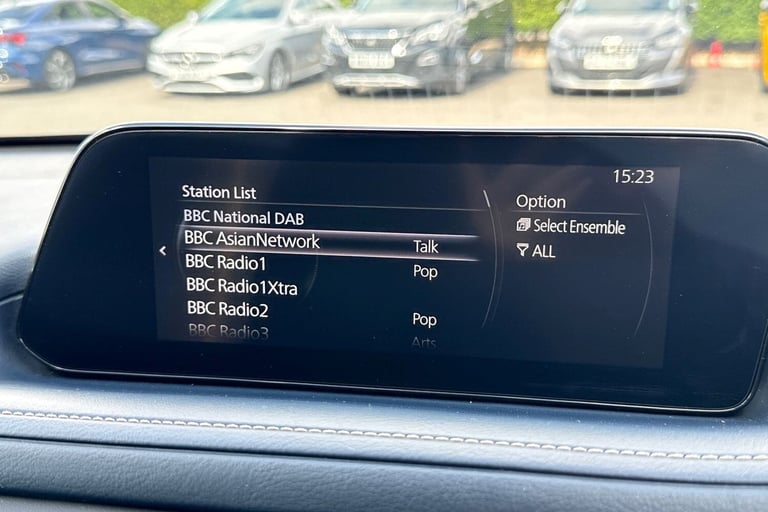 15:23
Station List
Option
BBC National DAB
Select Ensemble
BBC AsianNetwork Talk
ALL
BBC Radio1 Pop
BBC Radio1Xtra
BBC Radio2 Pop
BBC Radio3 Arts